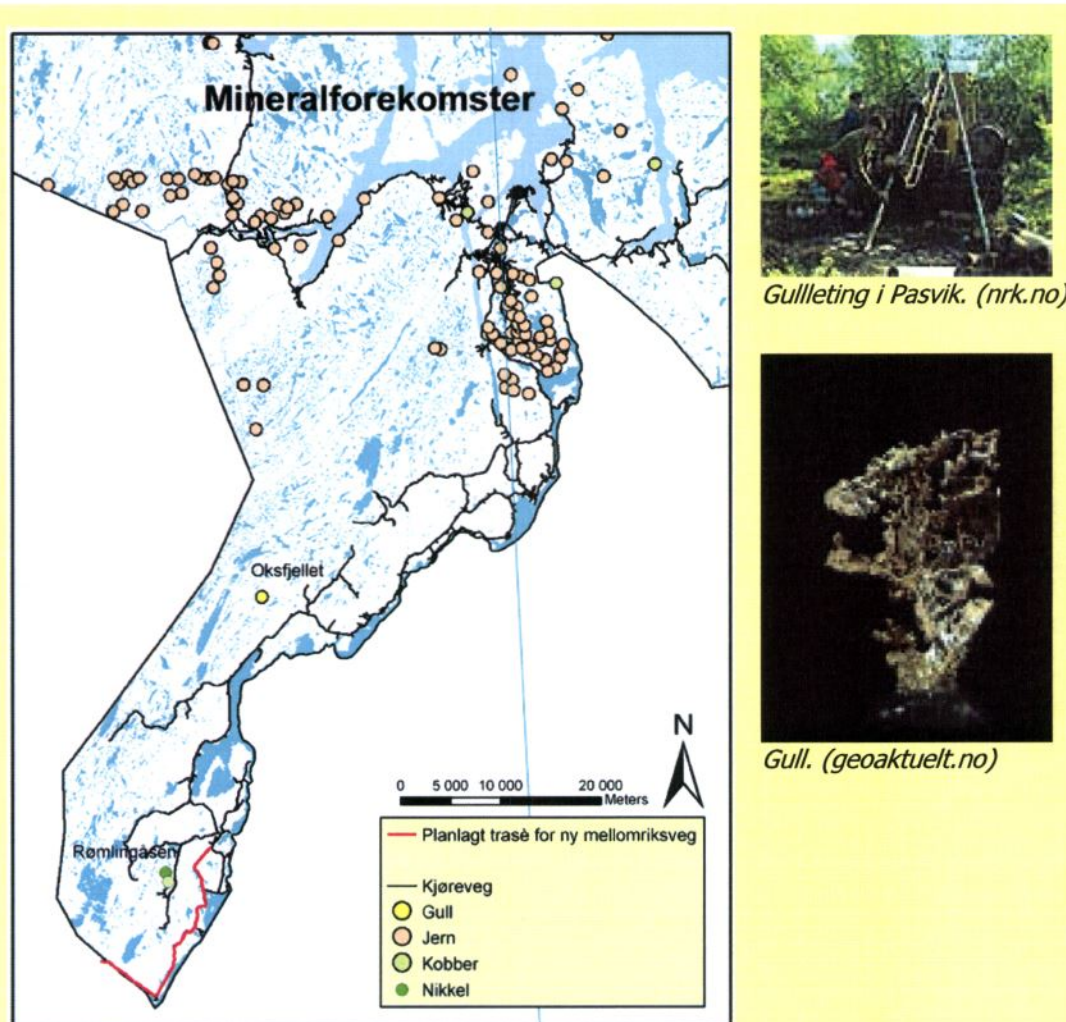 Mineralforekomster
Oksfjellet
Rømlingåsen
N
0 5 000 10 000 20 000
Meters
Planlagt trasè for ny mellomriksveg
Kjøreveg
Gull
Jern
Kobber
Nikkel
Gullleting i Pasvik. (nrk.no)
Gull. (geoaktuelt.no)